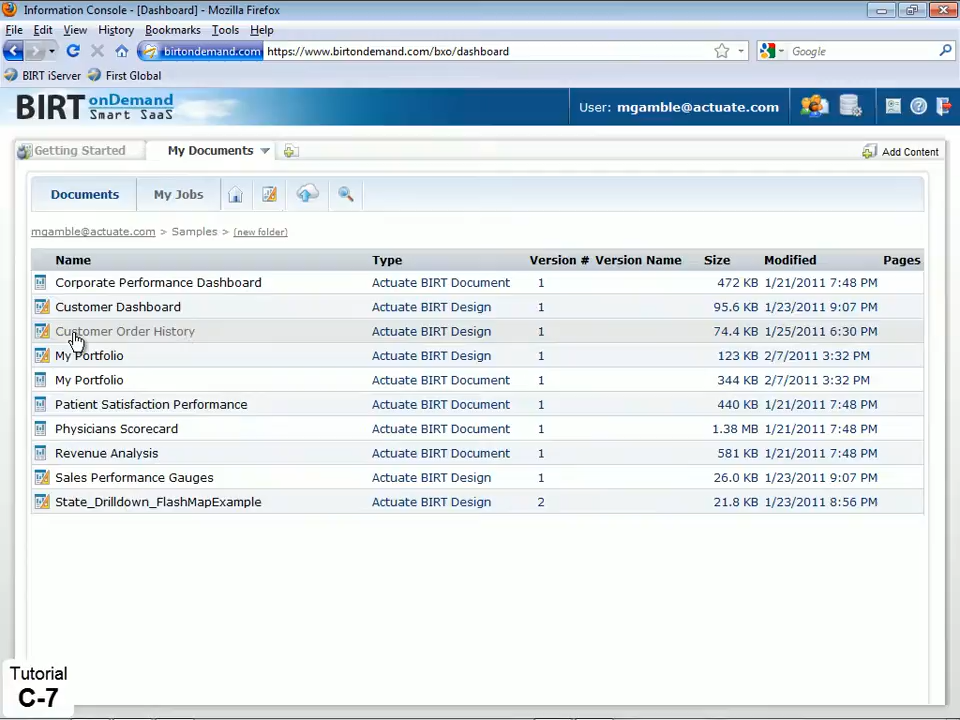 Information Console - [Dashboard] - Mozilla Firefox
File Edit View History Bookmarks Tools Help
birtondemand.com https://www.birtondemand.com/bxo/dashboard Google
BIRT iServer First Global
BIRT onDemand Smart SaaS User: mgamble@actuate.com
Getting Started My Documents Add Content
Documents My Jobs
mgamble@actuate.com > Samples > (new folder)
Name Type Version # Version Name Size Modified Pages
Corporate Performance Dashboard Actuate BIRT Document 1 472 KB 1/21/2011 7:48 PM
Customer Dashboard Actuate BIRT Design 1 95.6 KB 1/23/2011 9:07 PM
Customer Order History Actuate BIRT Design 1 74.4 KB 1/25/2011 6:30 PM
My Portfolio Actuate BIRT Design 1 123 KB 2/7/2011 3:32 PM
My Portfolio Actuate BIRT Document 1 344 KB 2/7/2011 3:32 PM
Patient Satisfaction Performance Actuate BIRT Document 1 440 KB 1/21/2011 7:48 PM
Physicians Scorecard Actuate BIRT Document 1 1.38 MB 1/21/2011 7:48 PM
Revenue Analysis Actuate BIRT Document 1 581 KB 1/21/2011 7:48 PM
Sales Performance Gauges Actuate BIRT Design 1 26.0 KB 1/23/2011 9:07 PM
State_Drilldown_FlashMapExample Actuate BIRT Design 2 21.8 KB 1/23/2011 8:56 PM
Tutorial
C-7